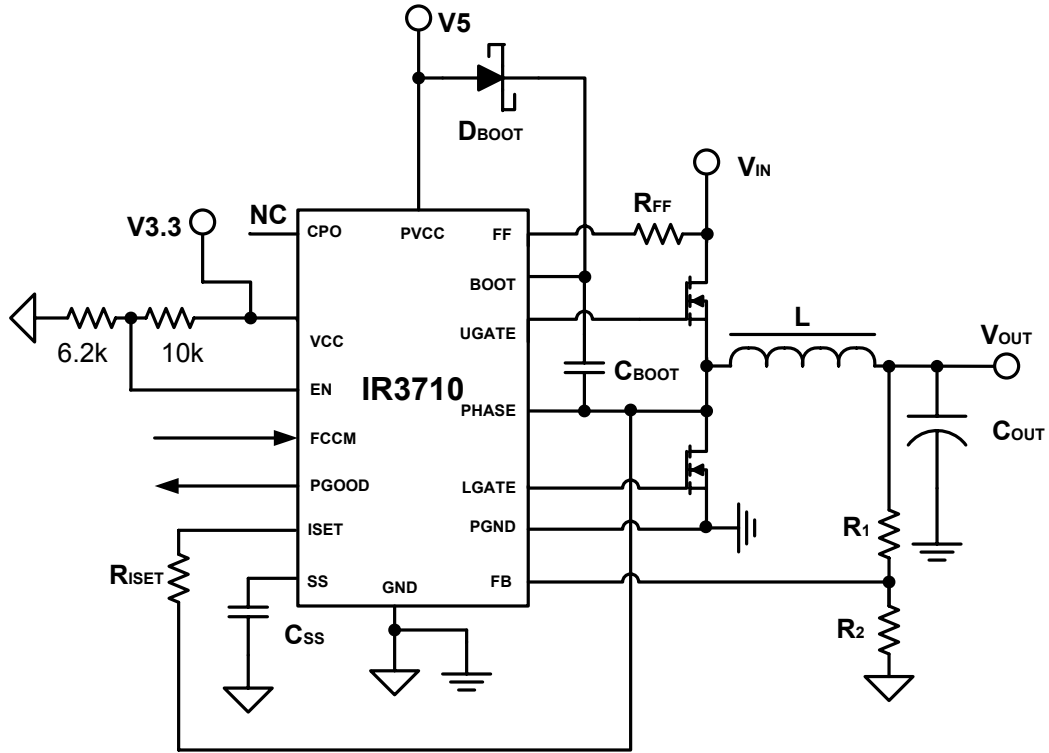 V5
DBOOT
VIN
RFF
V3.3
NC
CPO
PVCC
FF
BOOT
UGATE
VCC
6.2k
10k
L
VOUT
CBOOT
EN
IR3710
PHASE
COUT
FCCM
PGOOD
LGATE
ISET
PGND
R1
RISET
SS
GND
FB
CSS
R2